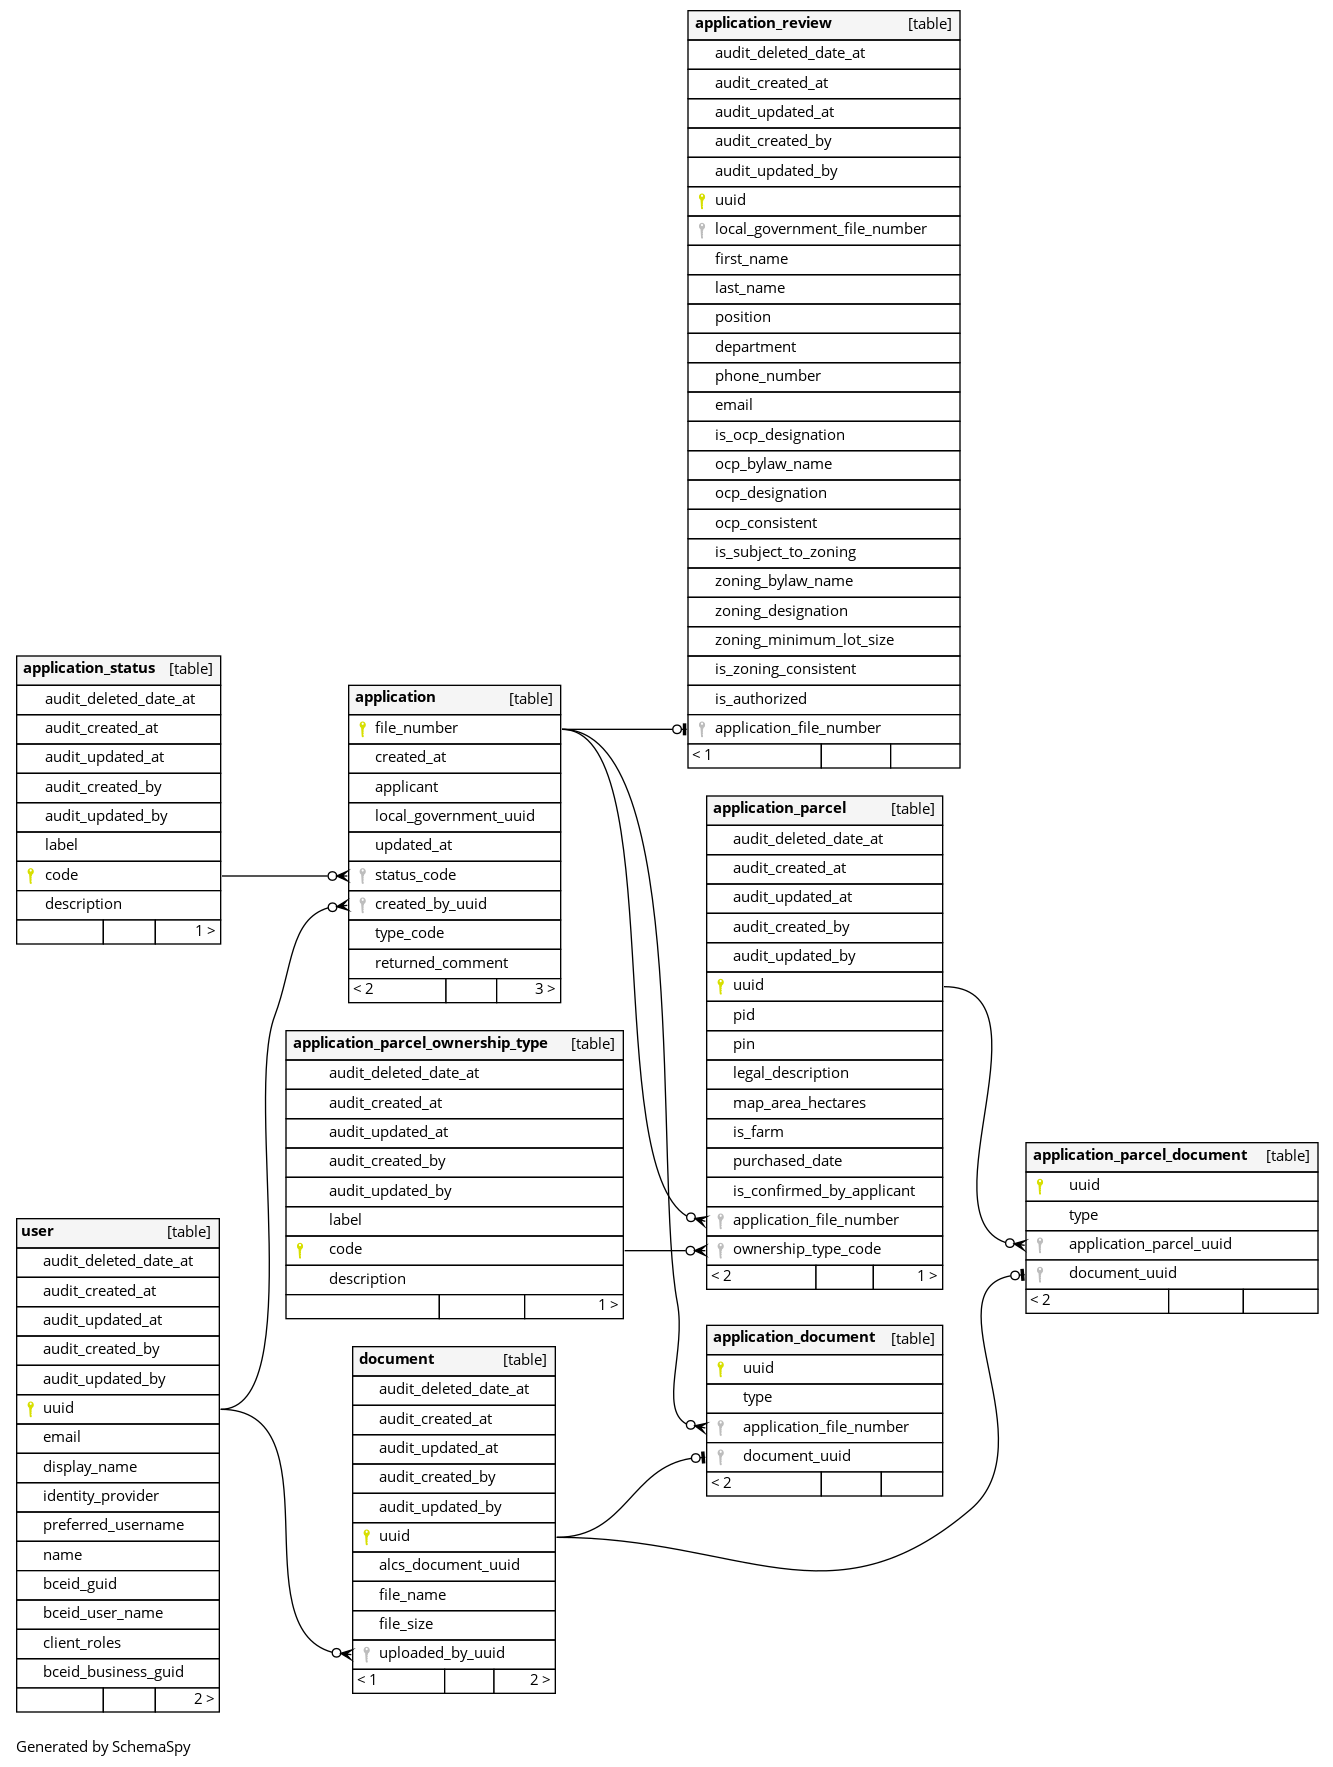 application_review [table]
audit_deleted_date_at
audit_created_at
audit_updated_at
audit_created_by
audit_updated_by
uuid
local_government_file_number
first_name
last_name
position
department
phone_number
email
is_ocp_designation
ocp_bylaw_name
ocp_designation
ocp_consistent
is_subject_to_zoning
zoning_bylaw_name
zoning_designation
zoning_minimum_lot_size
is_zoning_consistent
is_authorized
application_file_number
< 1
application_status [table]
audit_deleted_date_at
audit_created_at
audit_updated_at
audit_created_by
audit_updated_by
label
code
description
1 >
application [table]
file_number
created_at
applicant
local_government_uuid
updated_at
status_code
created_by_uuid
type_code
returned_comment
< 2 3 >
application_parcel [table]
audit_deleted_date_at
audit_created_at
audit_updated_at
audit_created_by
audit_updated_by
uuid
pid
pin
legal_description
map_area_hectares
is_farm
purchased_date
is_confirmed_by_applicant
application_file_number
ownership_type_code
< 2 1 >
application_parcel_ownership_type [table]
audit_deleted_date_at
audit_created_at
audit_updated_at
audit_created_by
audit_updated_by
label
code
description
1 >
application_parcel_document [table]
uuid
type
application_parcel_uuid
document_uuid
< 2
user [table]
audit_deleted_date_at
audit_created_at
audit_updated_at
audit_created_by
audit_updated_by
uuid
email
display_name
identity_provider
preferred_username
name
bceid_guid
bceid_user_name
client_roles
bceid_business_guid
2 >
document [table]
audit_deleted_date_at
audit_created_at
audit_updated_at
audit_created_by
audit_updated_by
uuid
alcs_document_uuid
file_name
file_size
uploaded_by_uuid
< 1 2 >
application_document [table]
uuid
type
application_file_number
document_uuid
< 2
Generated by SchemaSpy